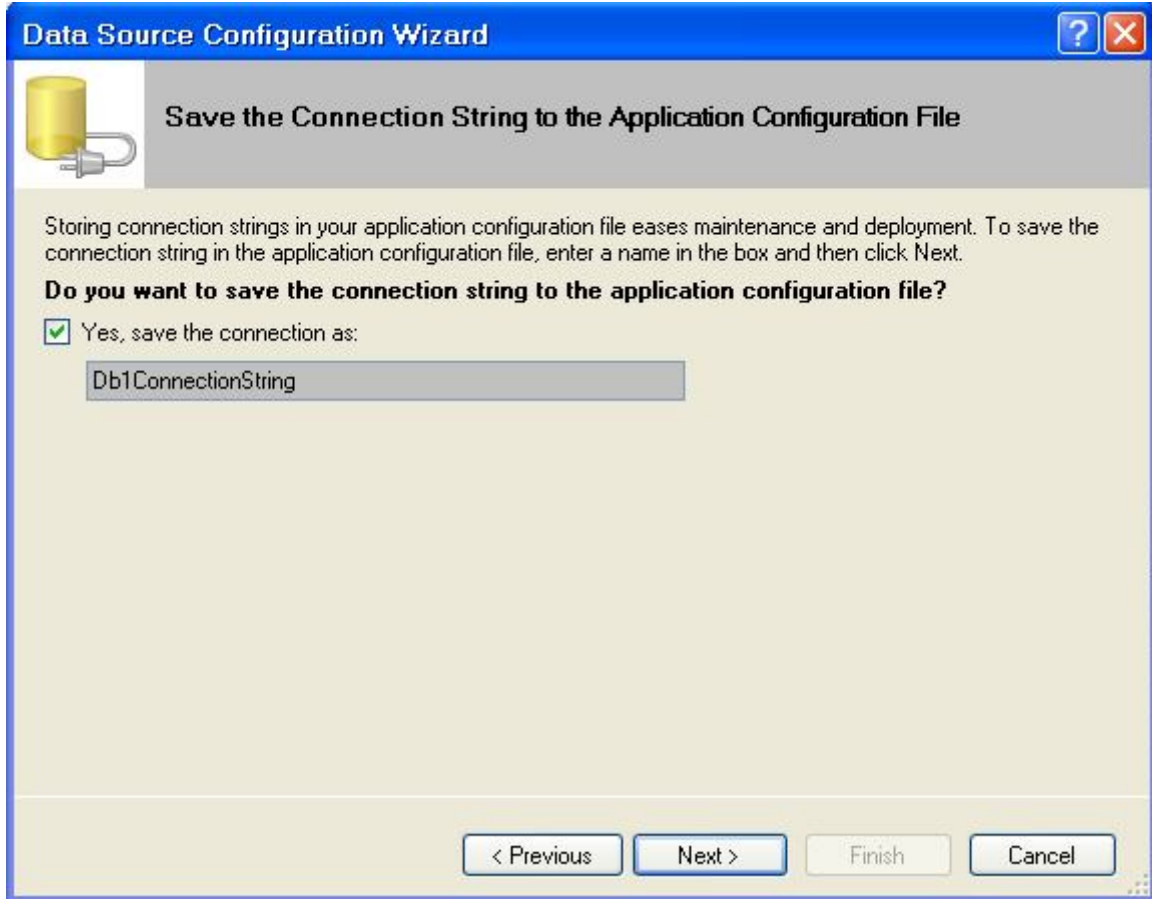 Data Source Configuration Wizard
Save the Connection String to the Application Configuration File
Storing connection strings in your application configuration file eases maintenance and deployment. To save the
connection string in the application configuration file, enter a name in the box and then click Next.
Do you want to save the connection string to the application configuration file?
Yes, save the connection as:
Db1ConnectionString
< Previous Next > Finish Cancel